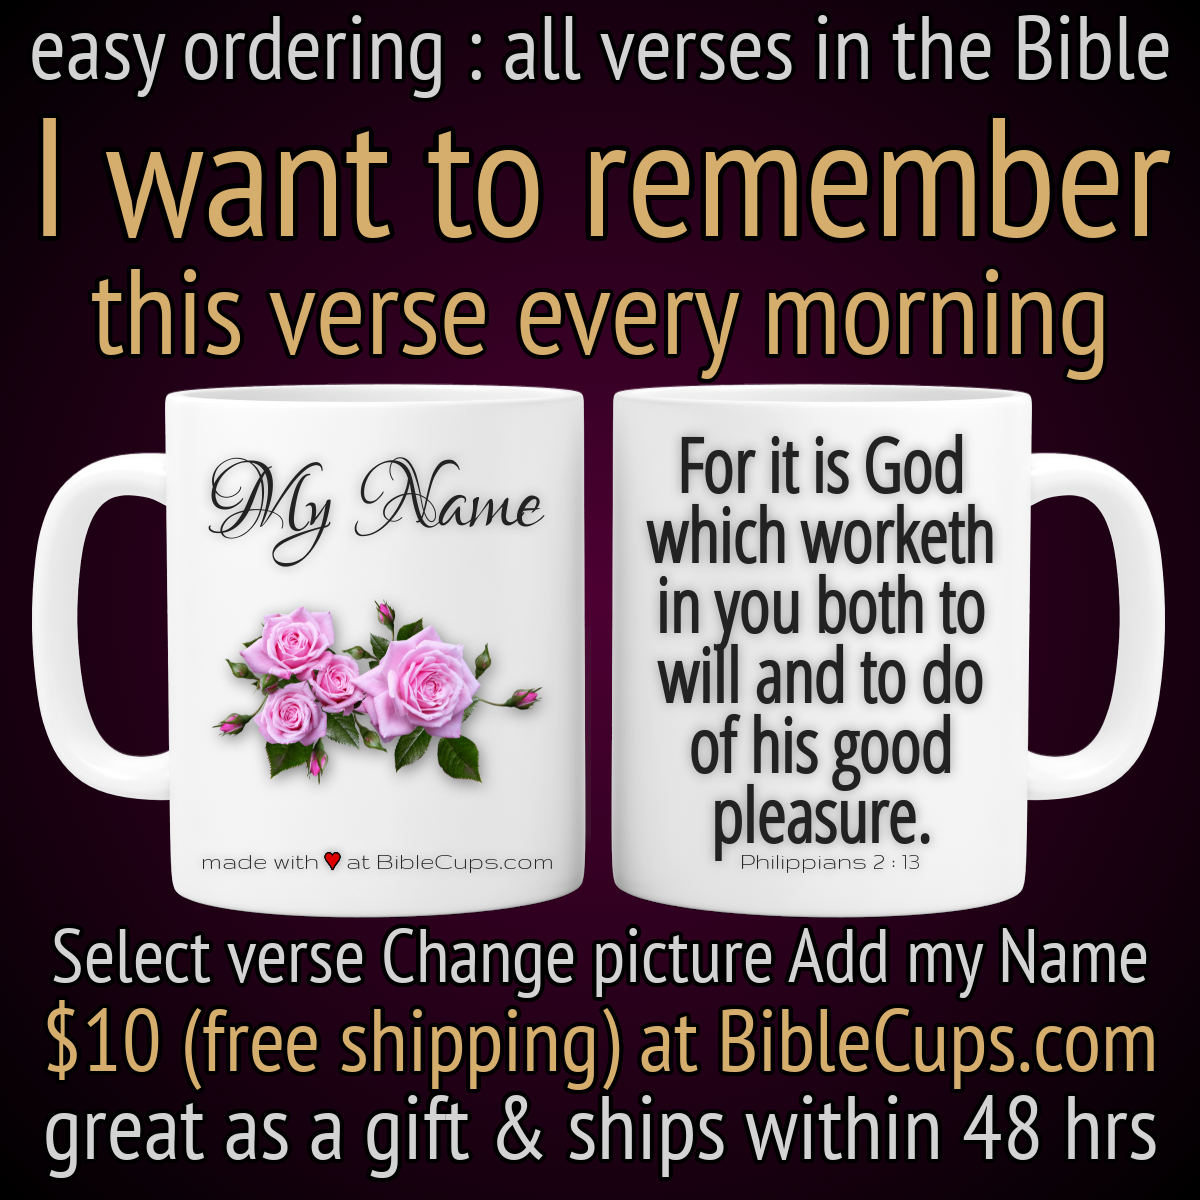 easy ordering : all verses in the Bible
I want to remember
this verse every morning
My Name
made with ❤ at BibleCups.com
For it is God
which worketh
in you both to
will and to do
of his good
pleasure.
Philippians 2 : 13
Select verse Change picture Add my Name
$10 (free shipping) at BibleCups.com
great as a gift & ships within 48 hrs